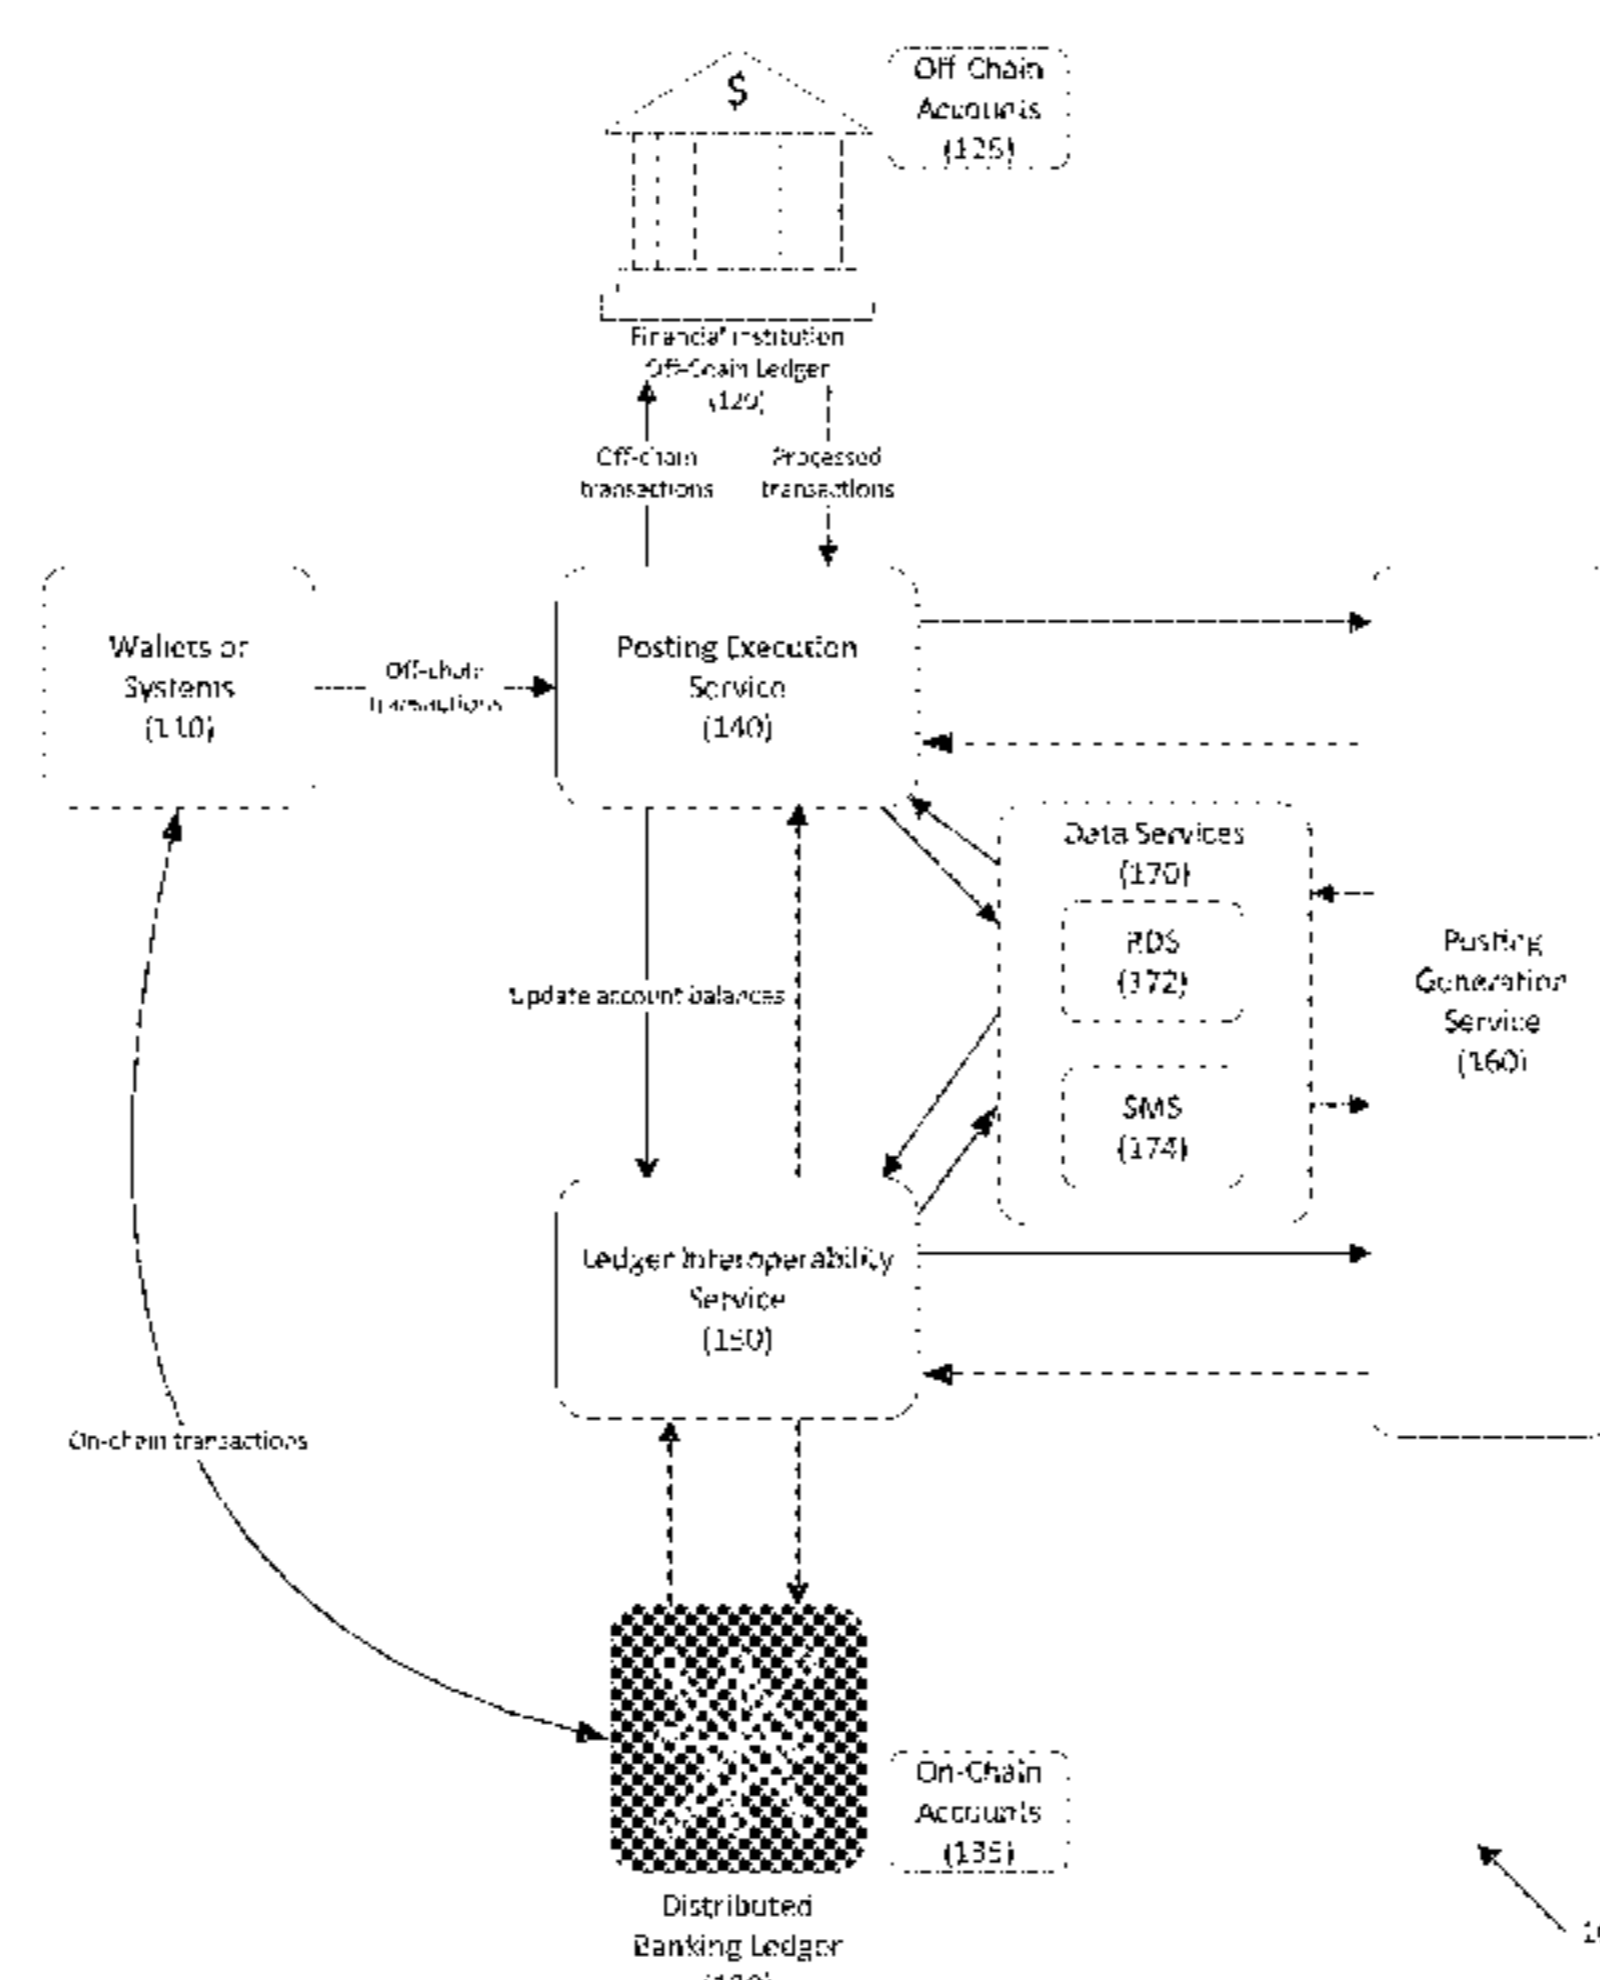 $
Off-Chain
Accounts
(125)
Financial Institution
Off-Chain Ledger
(120)
Off-chain
transactions
Processed
transactions
Wallets or
Systems
(110)
Off-chain
transactions
Posting Execution
Service
(140)
Data Services
(170)
RDS
(172)
SMS
(174)
Posting
Generation
Service
(160)
Update account balances
Ledger Interoperability
Service
(150)
On-chain transactions
On-Chain
Accounts
(135)
Distributed
Banking Ledger